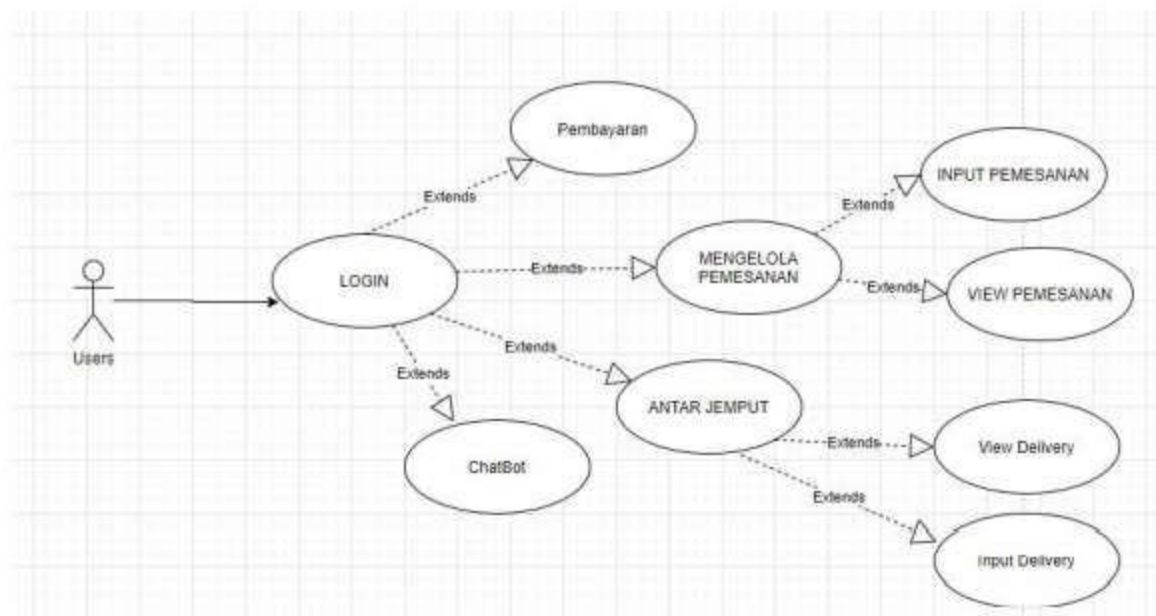 Pembayaran
Extends
INPUT PEMESANAN
Extends
LOGIN
Extends
MENGELOLA
PEMESANAN
Extends
VIEW PEMESANAN
Users
Extends
Extends
ANTAR JEMPUT
ChatBot
Extends
View Delivery
Extends
Input Delivery